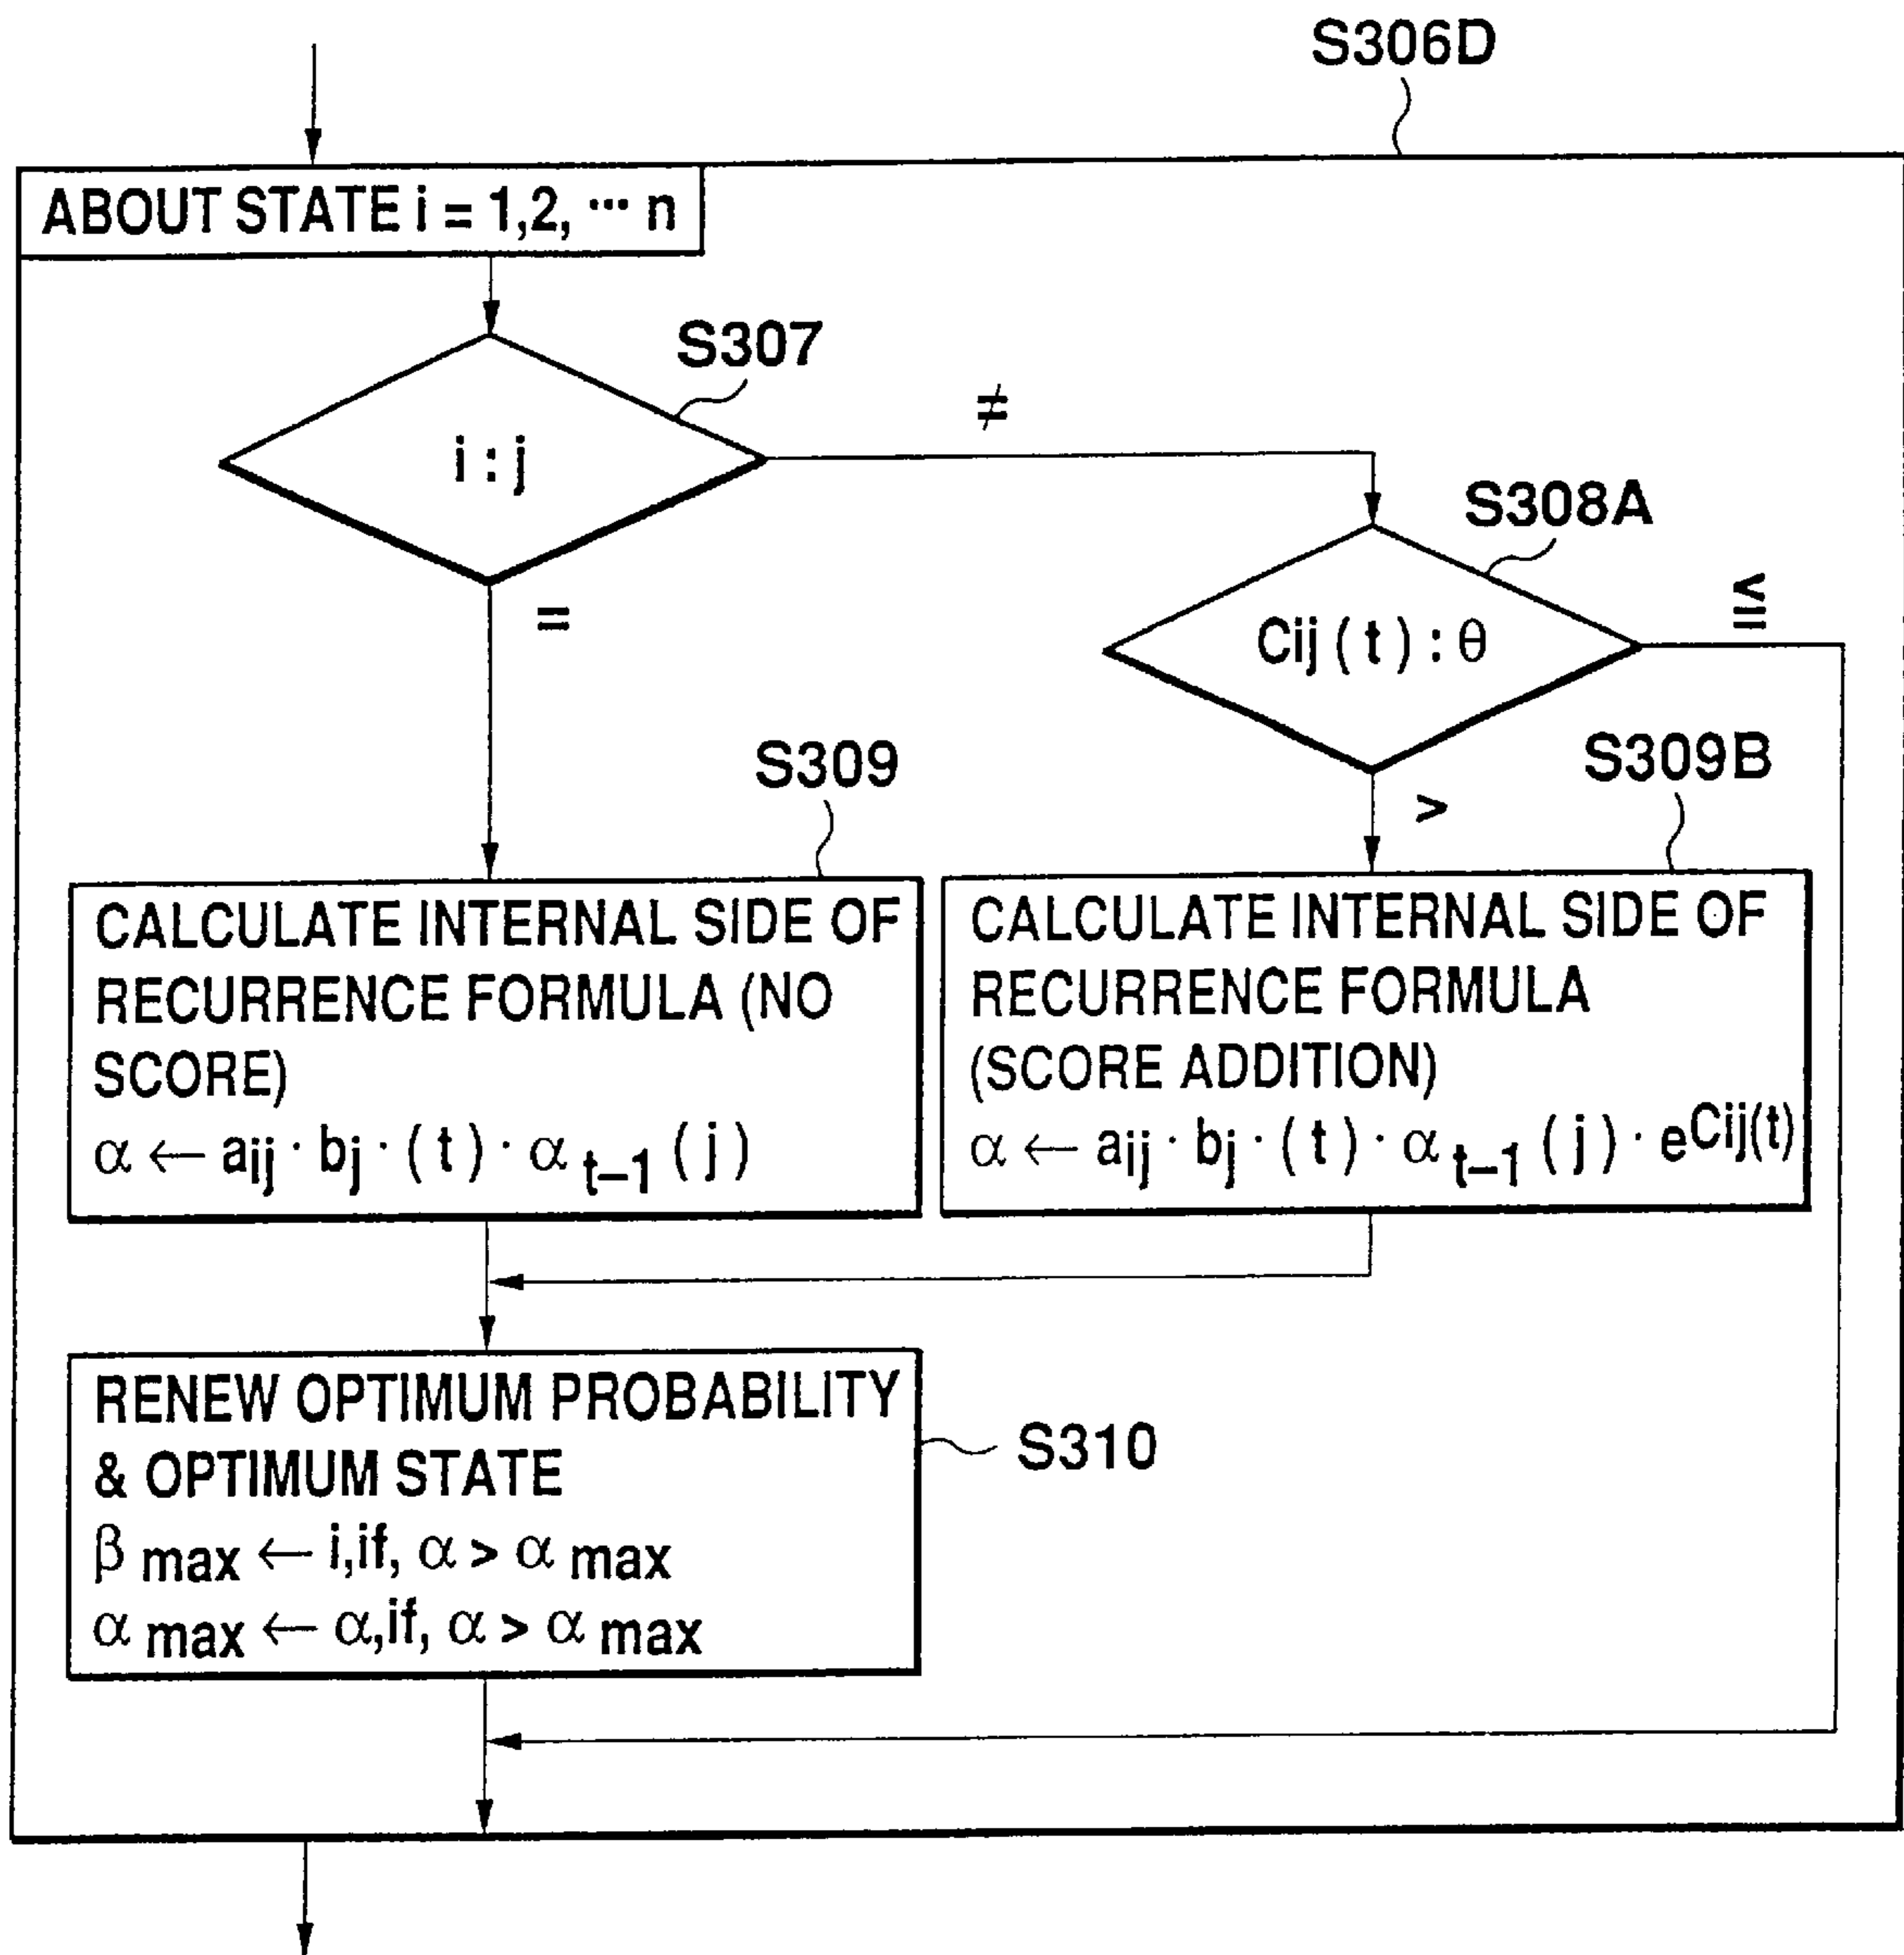 S306D
ABOUT STATE i = 1,2, ··· n
S307
i : j
≠
=
S308A
Cij ( t ) : θ
≦
>
S309
CALCULATE INTERNAL SIDE OF
RECURRENCE FORMULA (NO
SCORE)
α ← aij · bj · ( t ) · α t–1 ( j )
S309B
CALCULATE INTERNAL SIDE OF
RECURRENCE FORMULA
(SCORE ADDITION)
α ← aij · bj · ( t ) · α t–1 ( j ) · eCij(t)
RENEW OPTIMUM PROBABILITY
& OPTIMUM STATE
β max ← i,if, α > α max
α max ← α,if, α > α max
S310